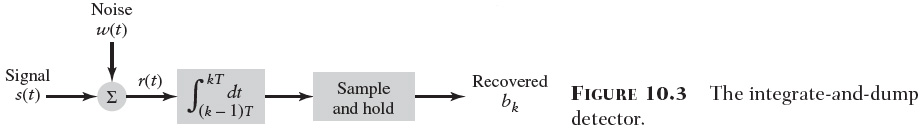 Noise
w(t)
Signal
s(t)
Σ
r(t)
∫_{(k – 1)T}^{kT} dt
Sample
and hold
Recovered
b_k
FIGURE 10.3 The integrate-and-dump
detector.